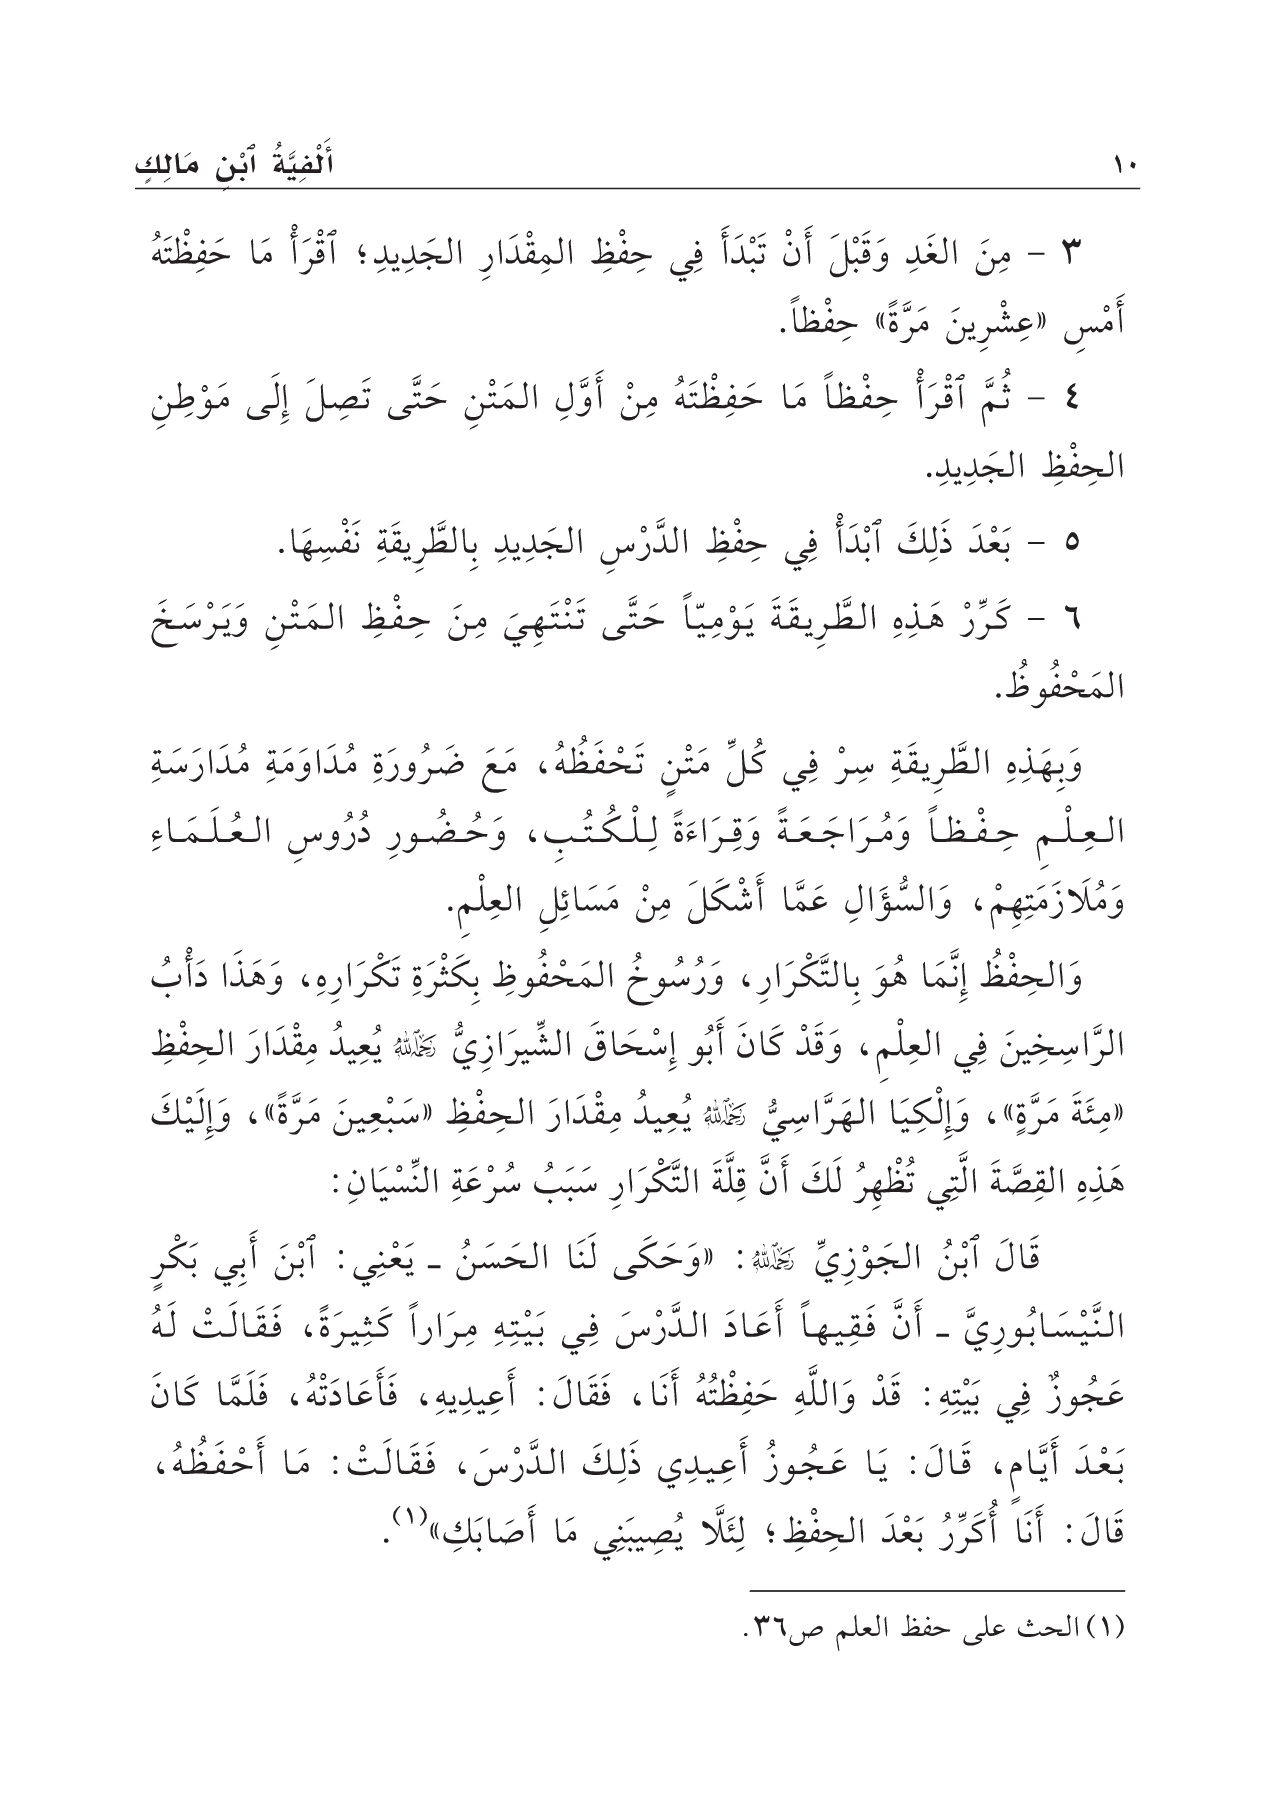 ١٠ أَلْفِيَّةُ ٱبْنِ مَالِكٍ
٣ - مِنَ الغَدِ وَقَبْلَ أَنْ تَبْدَأَ فِي حِفْظِ المِقْدَارِ الجَدِيدِ؛ ٱقْرَأْ مَا حَفِظْتَهُ
أَمْسِ «عِشْرِينَ مَرَّةً» حِفْظاً.
٤ - ثُمَّ ٱقْرَأْ حِفْظاً مَا حَفِظْتَهُ مِنْ أَوَّلِ المَتْنِ حَتَّى تَصِلَ إِلَى مَوْطِنِ
الحِفْظِ الجَدِيدِ.
٥ - بَعْدَ ذَلِكَ ٱبْدَأْ فِي حِفْظِ الدَّرْسِ الجَدِيدِ بِالطَّرِيقَةِ نَفْسِهَا.
٦ - كَرِّرْ هَذِهِ الطَّرِيقَةَ يَوْمِيّاً حَتَّى تَنْتَهِيَ مِنَ حِفْظِ المَتْنِ وَيَرْسَخَ
المَحْفُوظُ.
وَبِهَذِهِ الطَّرِيقَةِ سِرْ فِي كُلِّ مَتْنٍ تَحْفَظُهُ، مَعَ ضَرُورَةِ مُدَاوَمَةِ مُدَارَسَةِ
العِلْمِ حِفْظاً وَمُرَاجَعَةً وَقِرَاءَةً لِلْكُتُبِ، وَحُضُورِ دُرُوسِ العُلَمَاءِ
وَمُلَازَمَتِهِمْ، وَالسُّؤَالِ عَمَّا أَشْكَلَ مِنْ مَسَائِلِ العِلْمِ.
وَالحِفْظُ إِنَّمَا هُوَ بِالتَّكْرَارِ، وَرُسُوخُ المَحْفُوظِ بِكَثْرَةِ تَكْرَارِهِ، وَهَذَا دَأْبُ
الرَّاسِخِينَ فِي العِلْمِ، وَقَدْ كَانَ أَبُو إِسْحَاقَ الشِّيرَازِيُّ رَحِمَهُ اللَّهُ يُعِيدُ مِقْدَارَ الحِفْظِ
«مِئَةَ مَرَّةٍ»، وَإِلْكِيَا الهَرَّاسِيُّ رَحِمَهُ اللَّهُ يُعِيدُ مِقْدَارَ الحِفْظِ «سَبْعِينَ مَرَّةً»، وَإِلَيْكَ
هَذِهِ القِصَّةَ الَّتِي تُظْهِرُ لَكَ أَنَّ قِلَّةَ التَّكْرَارِ سَبَبُ سُرْعَةِ النِّسْيَانِ:
قَالَ ٱبْنُ الجَوْزِيِّ رَحِمَهُ اللَّهُ: «وَحَكَى لَنَا الحَسَنُ ـ يَعْنِي: ٱبْنَ أَبِي بَكْرٍ
النَّيْسَابُورِيَّ ـ أَنَّ فَقِيهاً أَعَادَ الدَّرْسَ فِي بَيْتِهِ مِرَاراً كَثِيرَةً، فَقَالَتْ لَهُ
عَجُوزٌ فِي بَيْتِهِ: قَدْ وَاللَّهِ حَفِظْتُهُ أَنَا، فَقَالَ: أَعِيدِيهِ، فَأَعَادَتْهُ، فَلَمَّا كَانَ
بَعْدَ أَيَّامٍ، قَالَ: يَا عَجُوزُ أَعِيدِي ذَلِكَ الدَّرْسَ، فَقَالَتْ: مَا أَحْفَظُهُ،
قَالَ: أَنَا أُكَرِّرُ بَعْدَ الحِفْظِ؛ لِئَلَّا يُصِيبَنِي مَا أَصَابَكِ»(١).
(١) الحث على حفظ العلم ص٣٦.